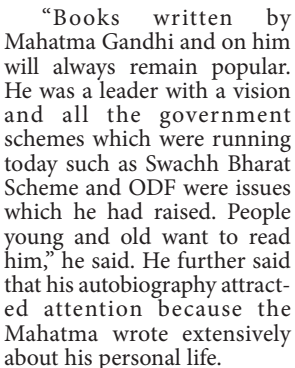 “Books written by
Mahatma Gandhi and on him
will always remain popular.
He was a leader with a vision
and all the government
schemes which were running
today such as Swachh Bharat
Scheme and ODF were issues
which he had raised. People
young and old want to read
him,” he said. He further said
that his autobiography attract-
ed attention because the
Mahatma wrote extensively
about his personal life.